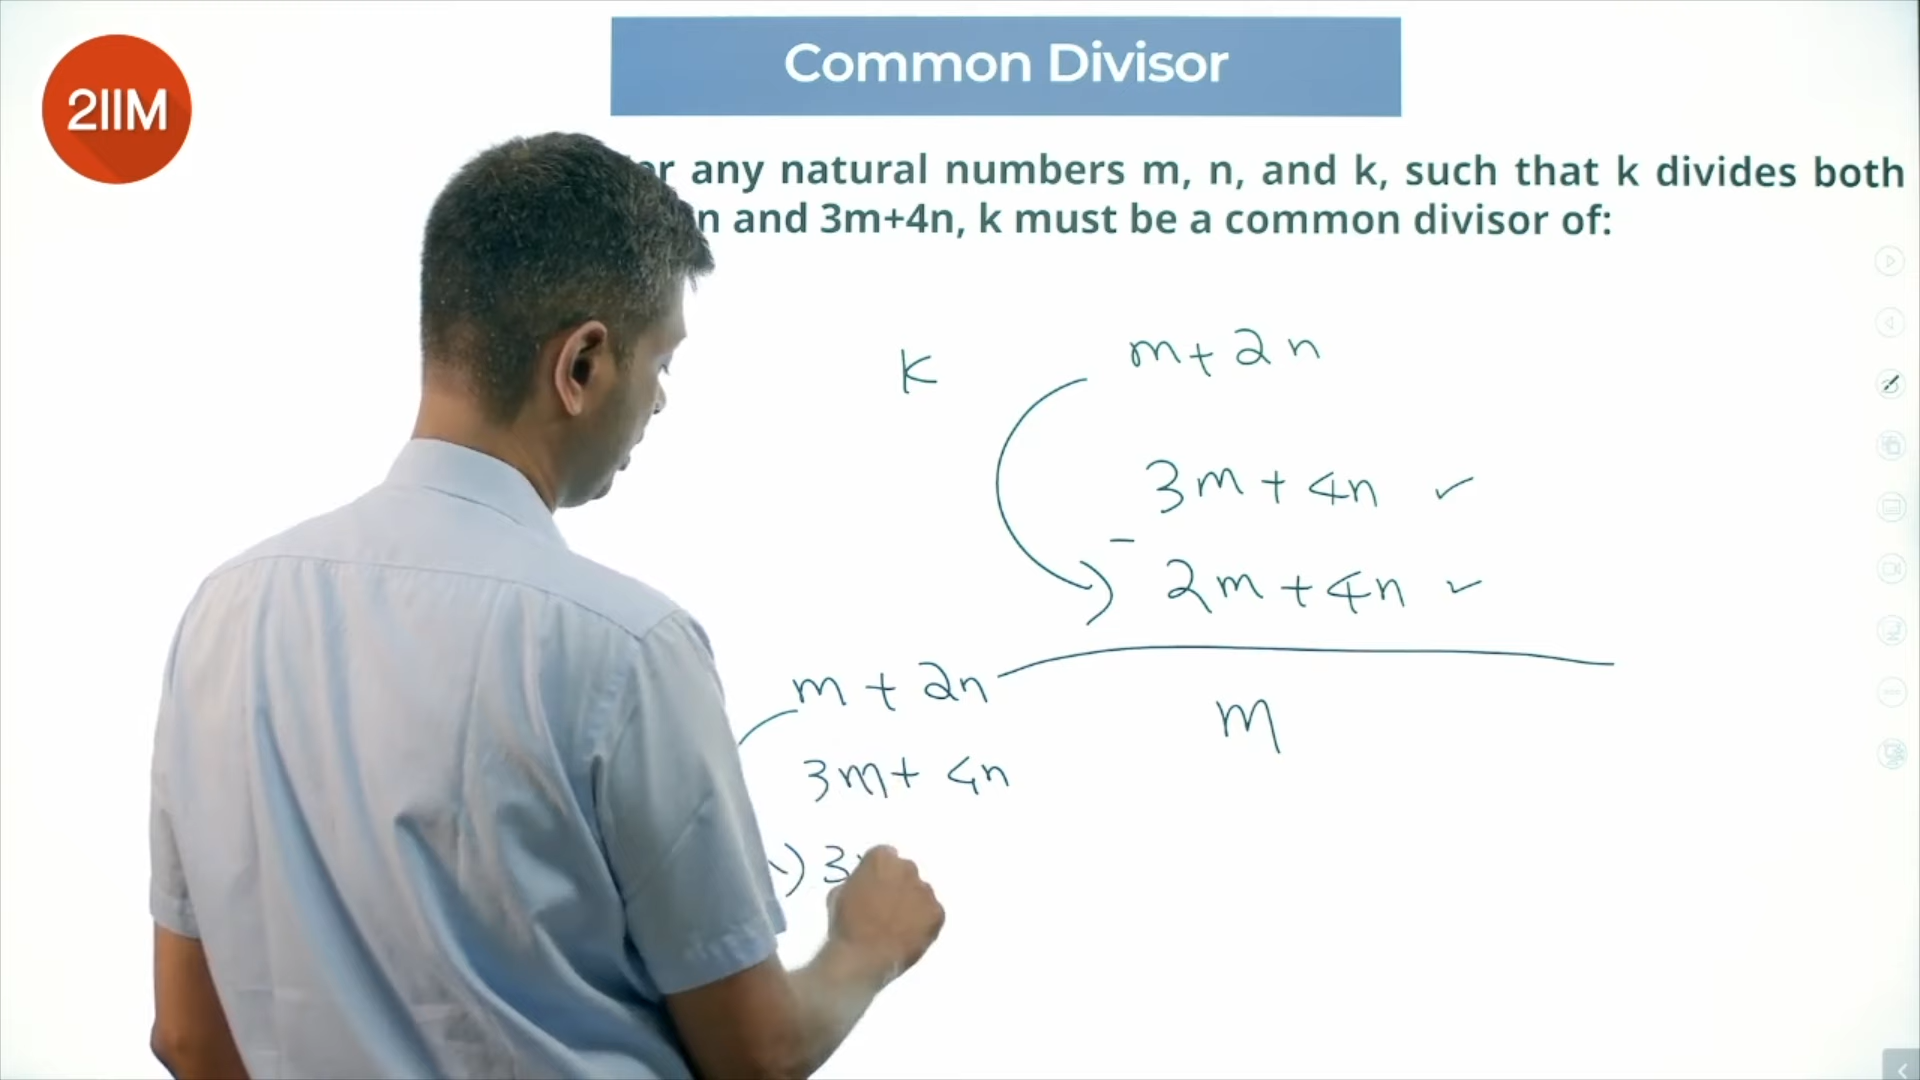 2IIM
Common Divisor
any natural numbers m, n, and k, such that k divides both
and 3m+4n, k must be a common divisor of:
k
m + 2n
3m + 4n ✓
−
2m + 4n ✓
m + 2n
m
3m + 4n
3